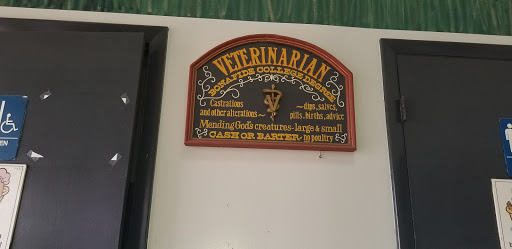 VETERINARIAN
BONAFIDE COLLEGE DEGREE
Castrations
and other alterations ~
~ dips, salves,
pills, births, advice
Mending God's creatures - large & small
CASH OR BARTER - no poultry